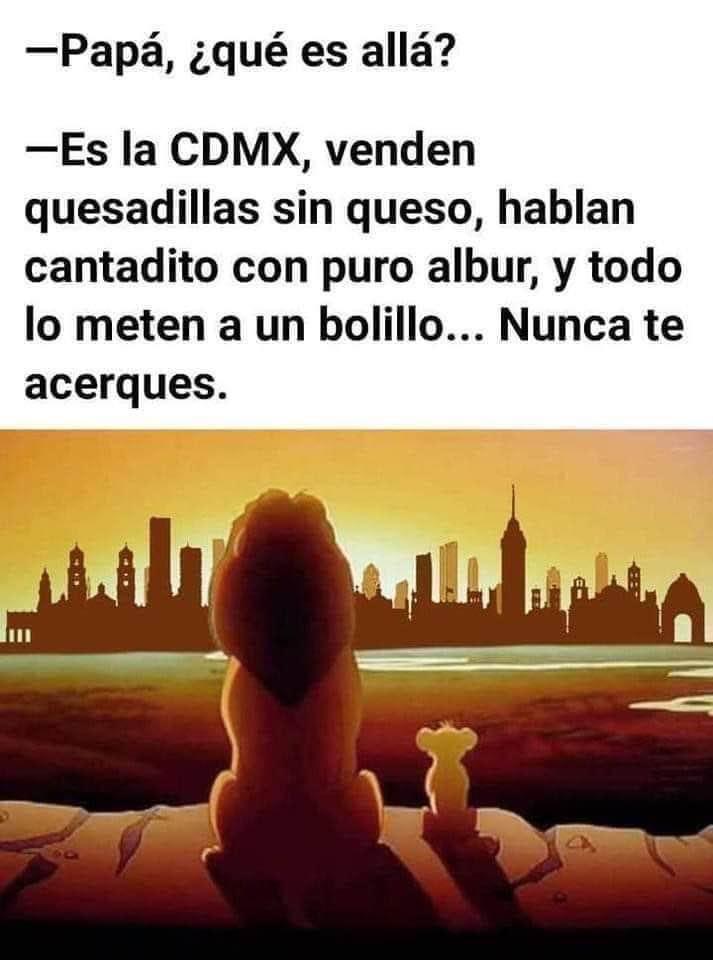 —Papá, ¿qué es allá?
—Es la CDMX, venden
quesadillas sin queso, hablan
cantadito con puro albur, y todo
lo meten a un bolillo... Nunca te
acerques.